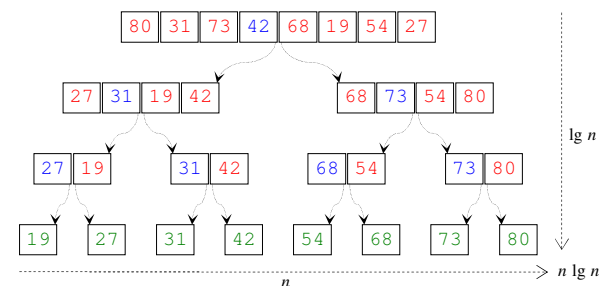 80 31 73 42 68 19 54 27
27 31 19 42 68 73 54 80
lg n
27 19 31 42 68 54 73 80
19 27 31 42 54 68 73 80
n lg n
n